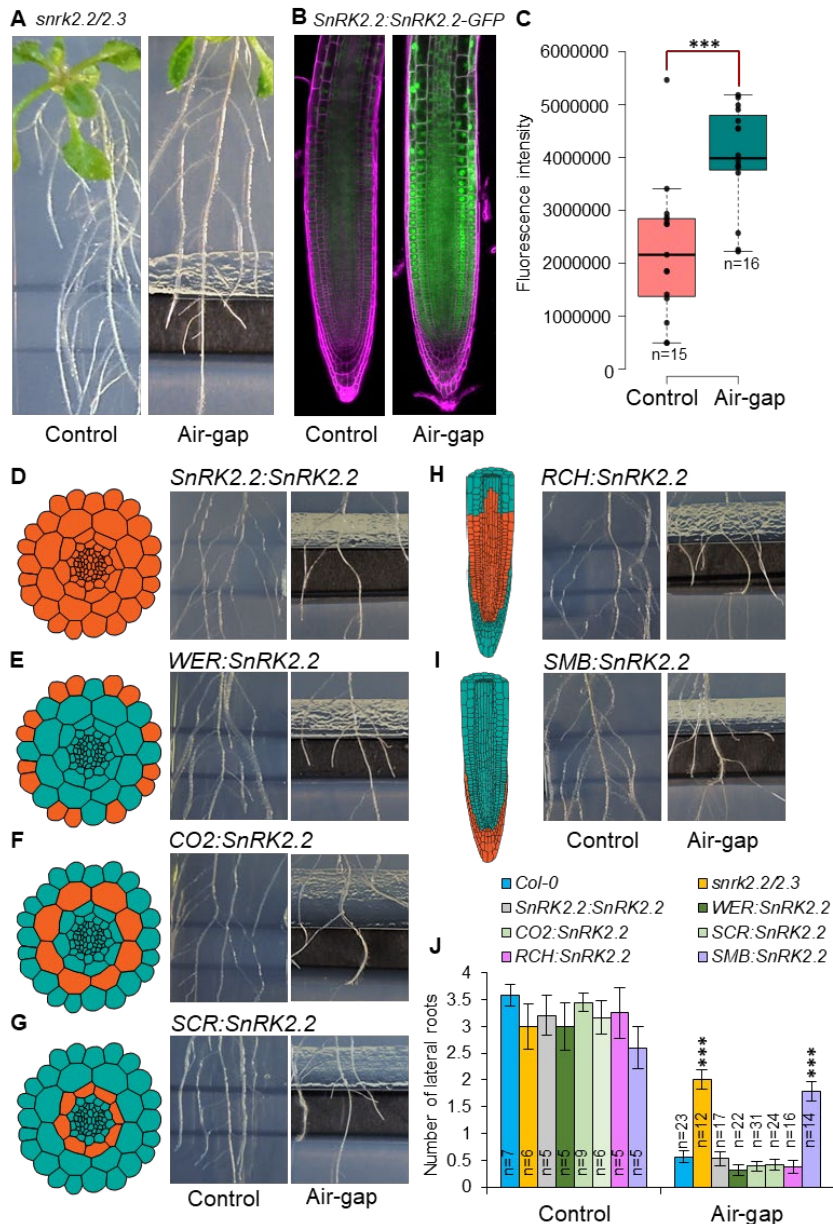 A snrk2.2/2.3
Control
Air-gap
B SnRK2.2:SnRK2.2-GFP
Control
Air-gap
C
Fluorescence intensity
6000000
5000000
4000000
3000000
2000000
1000000
0
***
n=15
n=16
Control
Air-gap
D SnRK2.2:SnRK2.2
E WER:SnRK2.2
F CO2:SnRK2.2
G SCR:SnRK2.2
Control
Air-gap
H RCH:SnRK2.2
I SMB:SnRK2.2
Control
Air-gap
Col-0
snrk2.2/2.3
SnRK2.2:SnRK2.2
WER:SnRK2.2
CO2:SnRK2.2
SCR:SnRK2.2
RCH:SnRK2.2
SMB:SnRK2.2
J
Number of lateral roots
4
3.5
3
2.5
2
1.5
1
0.5
0
n=7
n=6
n=5
n=5
n=9
n=6
n=5
n=5
n=23
***
n=12
n=17
n=22
n=31
n=24
n=16
***
n=14
Control
Air-gap